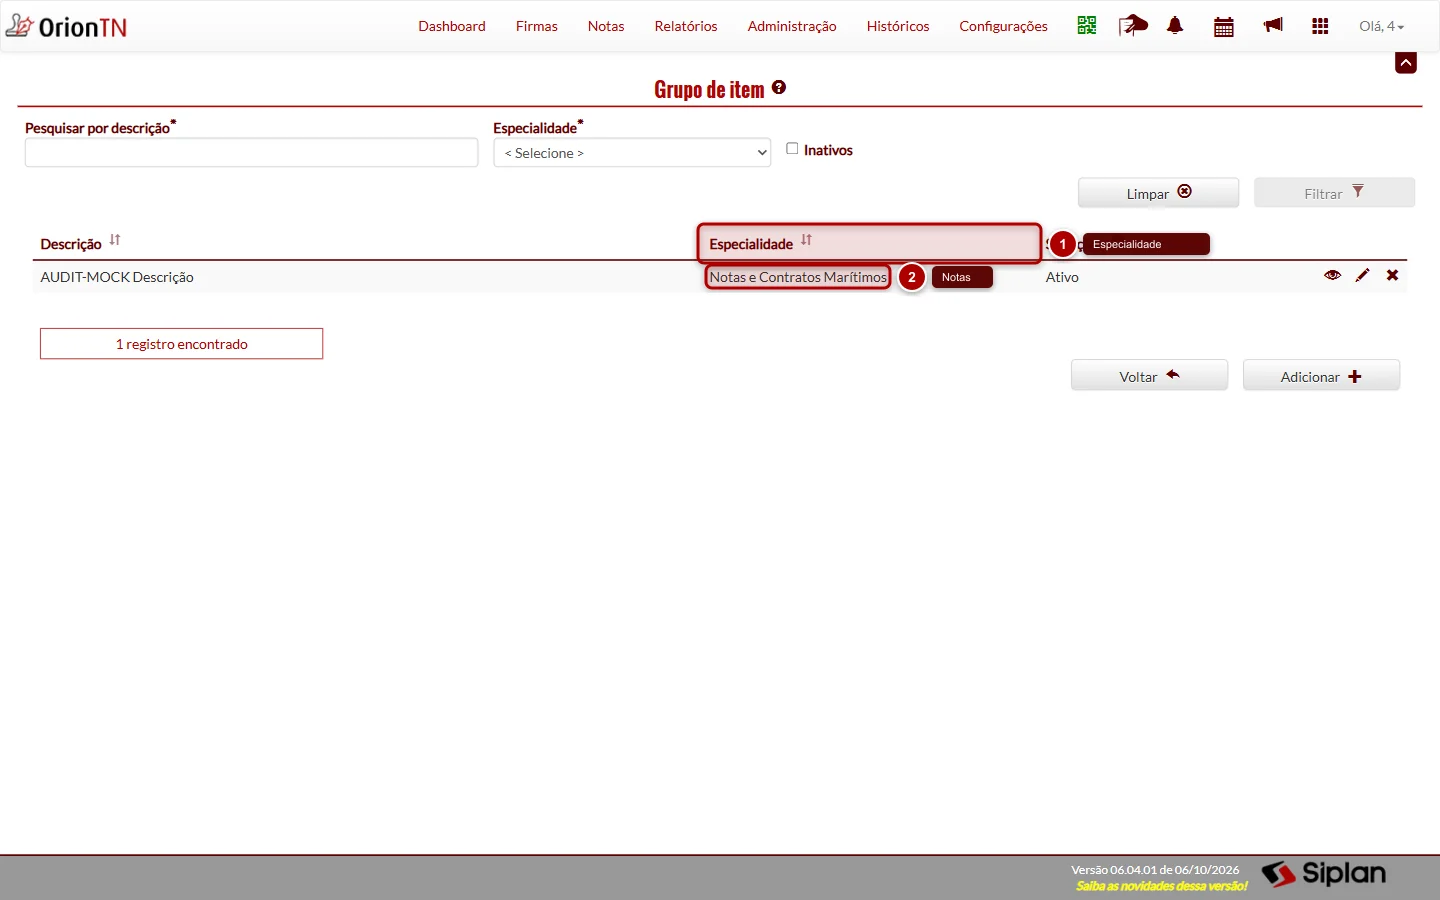 OrionTN
Dashboard Firmas Notas Relatórios Administração Históricos Configurações Olá, 4
Grupo de item ?
Pesquisar por descrição* Especialidade*
< Selecione > Inativos
Limpar Filtrar
Descrição Especialidade 1 Especialidade
AUDIT-MOCK Descrição Notas e Contratos Marítimos 2 Notas Ativo
1 registro encontrado
Voltar Adicionar
Versão 06.04.01 de 06/10/2026
Saiba as novidades dessa versão!
Siplan